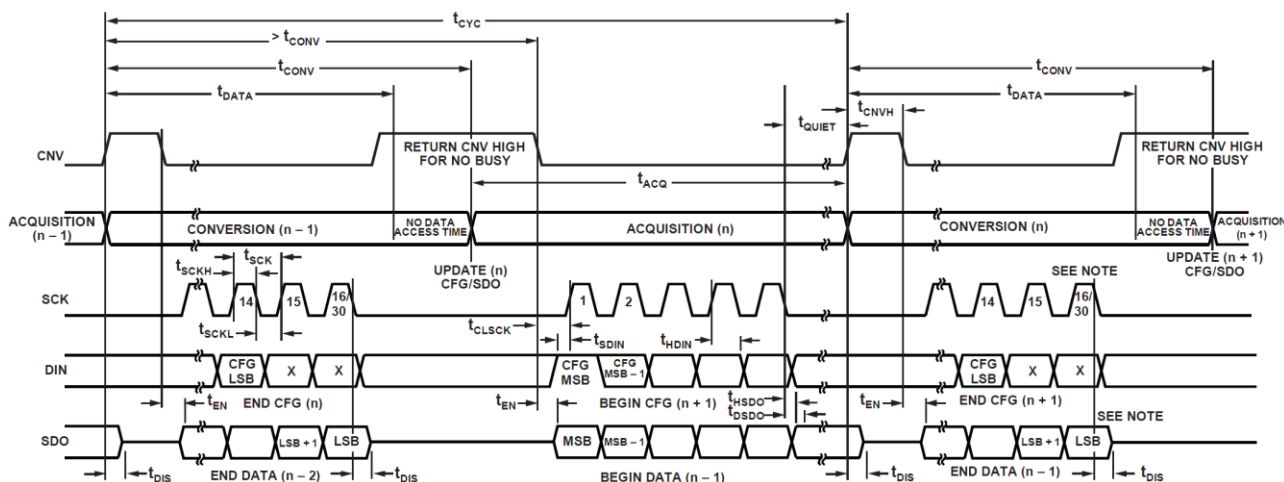 tCYC
> tCONV
tCONV
tCONV
tDATA
tDATA
tCNVH
tQUIET
CNV
RETURN CNV HIGH
FOR NO BUSY
RETURN CNV HIGH
FOR NO BUSY
tACQ
ACQUISITION
(n – 1)
CONVERSION (n – 1)
NO DATA
ACCESS TIME
ACQUISITION (n)
CONVERSION (n)
NO DATA
ACCESS TIME
ACQUISITION
(n + 1)
UPDATE (n)
CFG/SDO
UPDATE (n + 1)
CFG/SDO
tSCK
tSCKH
SEE NOTE
SCK
14
15
16/
30
1
2
16/
30
14
15
16/
30
tSCKL
tCLSCK
tSDIN
tHDIN
DIN
CFG
LSB
X
X
CFG
MSB
CFG
MSB – 1
CFG
LSB
X
X
tEN
END CFG (n)
tEN
BEGIN CFG (n + 1)
tHSDO
tDSDO
tEN
END CFG (n + 1)
SEE NOTE
SDO
LSB + 1
LSB
MSB
MSB – 1
LSB + 1
LSB
tDIS
END DATA (n – 2)
tDIS
BEGIN DATA (n – 1)
tDIS
END DATA (n – 1)
tDIS